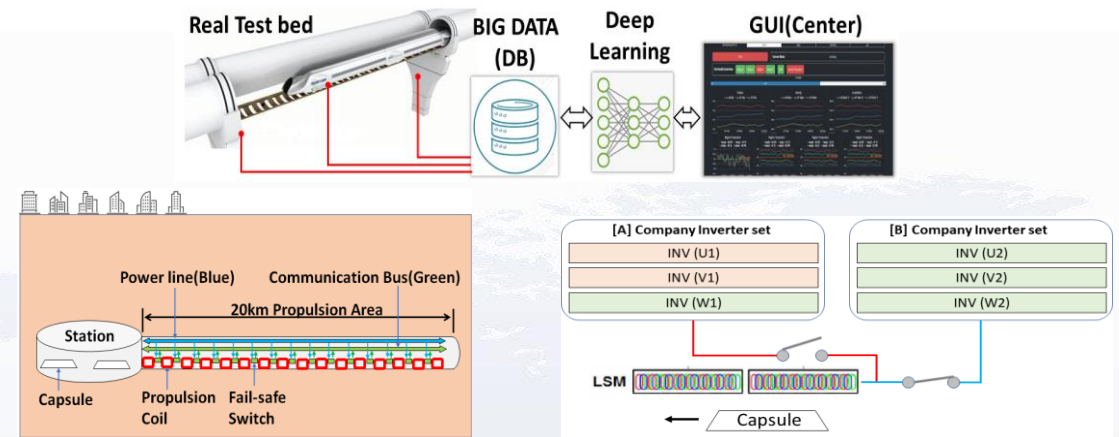 Real Test bed
BIG DATA
(DB)
Deep
Learning
GUI(Center)
Power line(Blue)
Communication Bus(Green)
20km Propulsion Area
Station
Capsule
Propulsion
Coil
Fail-safe
Switch
[A] Company Inverter set
INV (U1)
INV (V1)
INV (W1)
[B] Company Inverter set
INV (U2)
INV (V2)
INV (W2)
LSM
Capsule